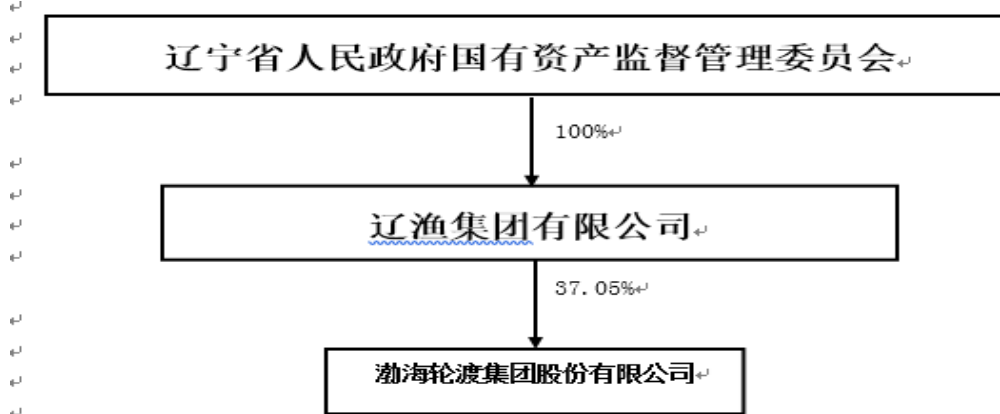 辽宁省人民政府国有资产监督管理委员会
100%
辽渔集团有限公司
37.05%
渤海轮渡集团股份有限公司